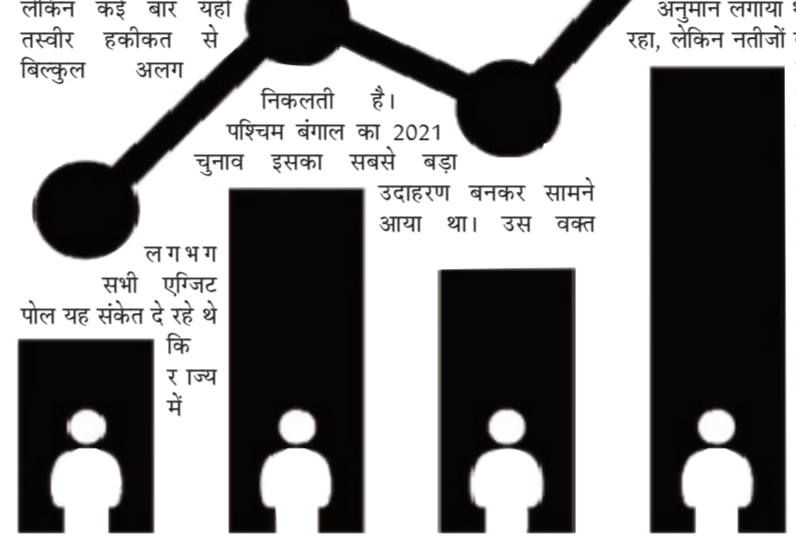 लेकिन कई बार यही
तस्वीर हकीकत से
बिल्कुल अलग
निकलती है।
पश्चिम बंगाल का 2021
चुनाव इसका सबसे बड़ा
उदाहरण बनकर सामने
आया था। उस वक्त
लगभग
सभी एग्जिट
पोल यह संकेत दे रहे थे
कि
राज्य
में
अनुमान लगाया
रहा, लेकिन नतीजों